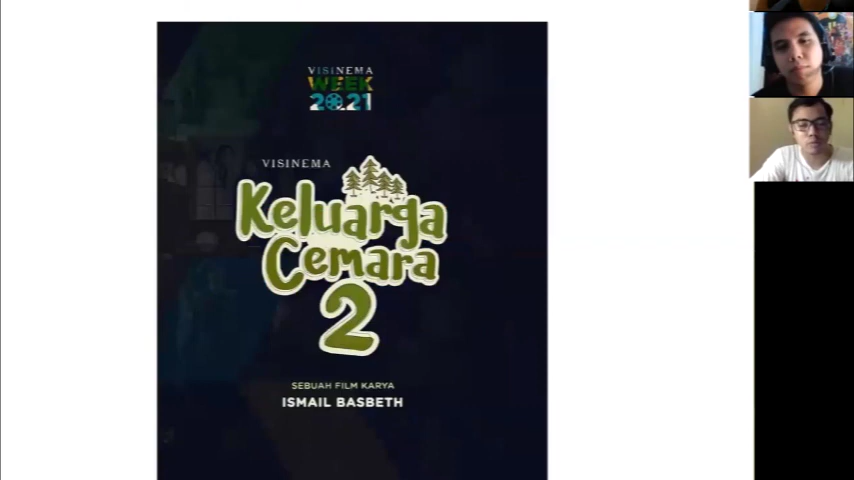 VISINEMA
WEEK
2021
VISINEMA
Keluarga
Cemara
2
SEBUAH FILM KARYA
ISMAIL BASBETH